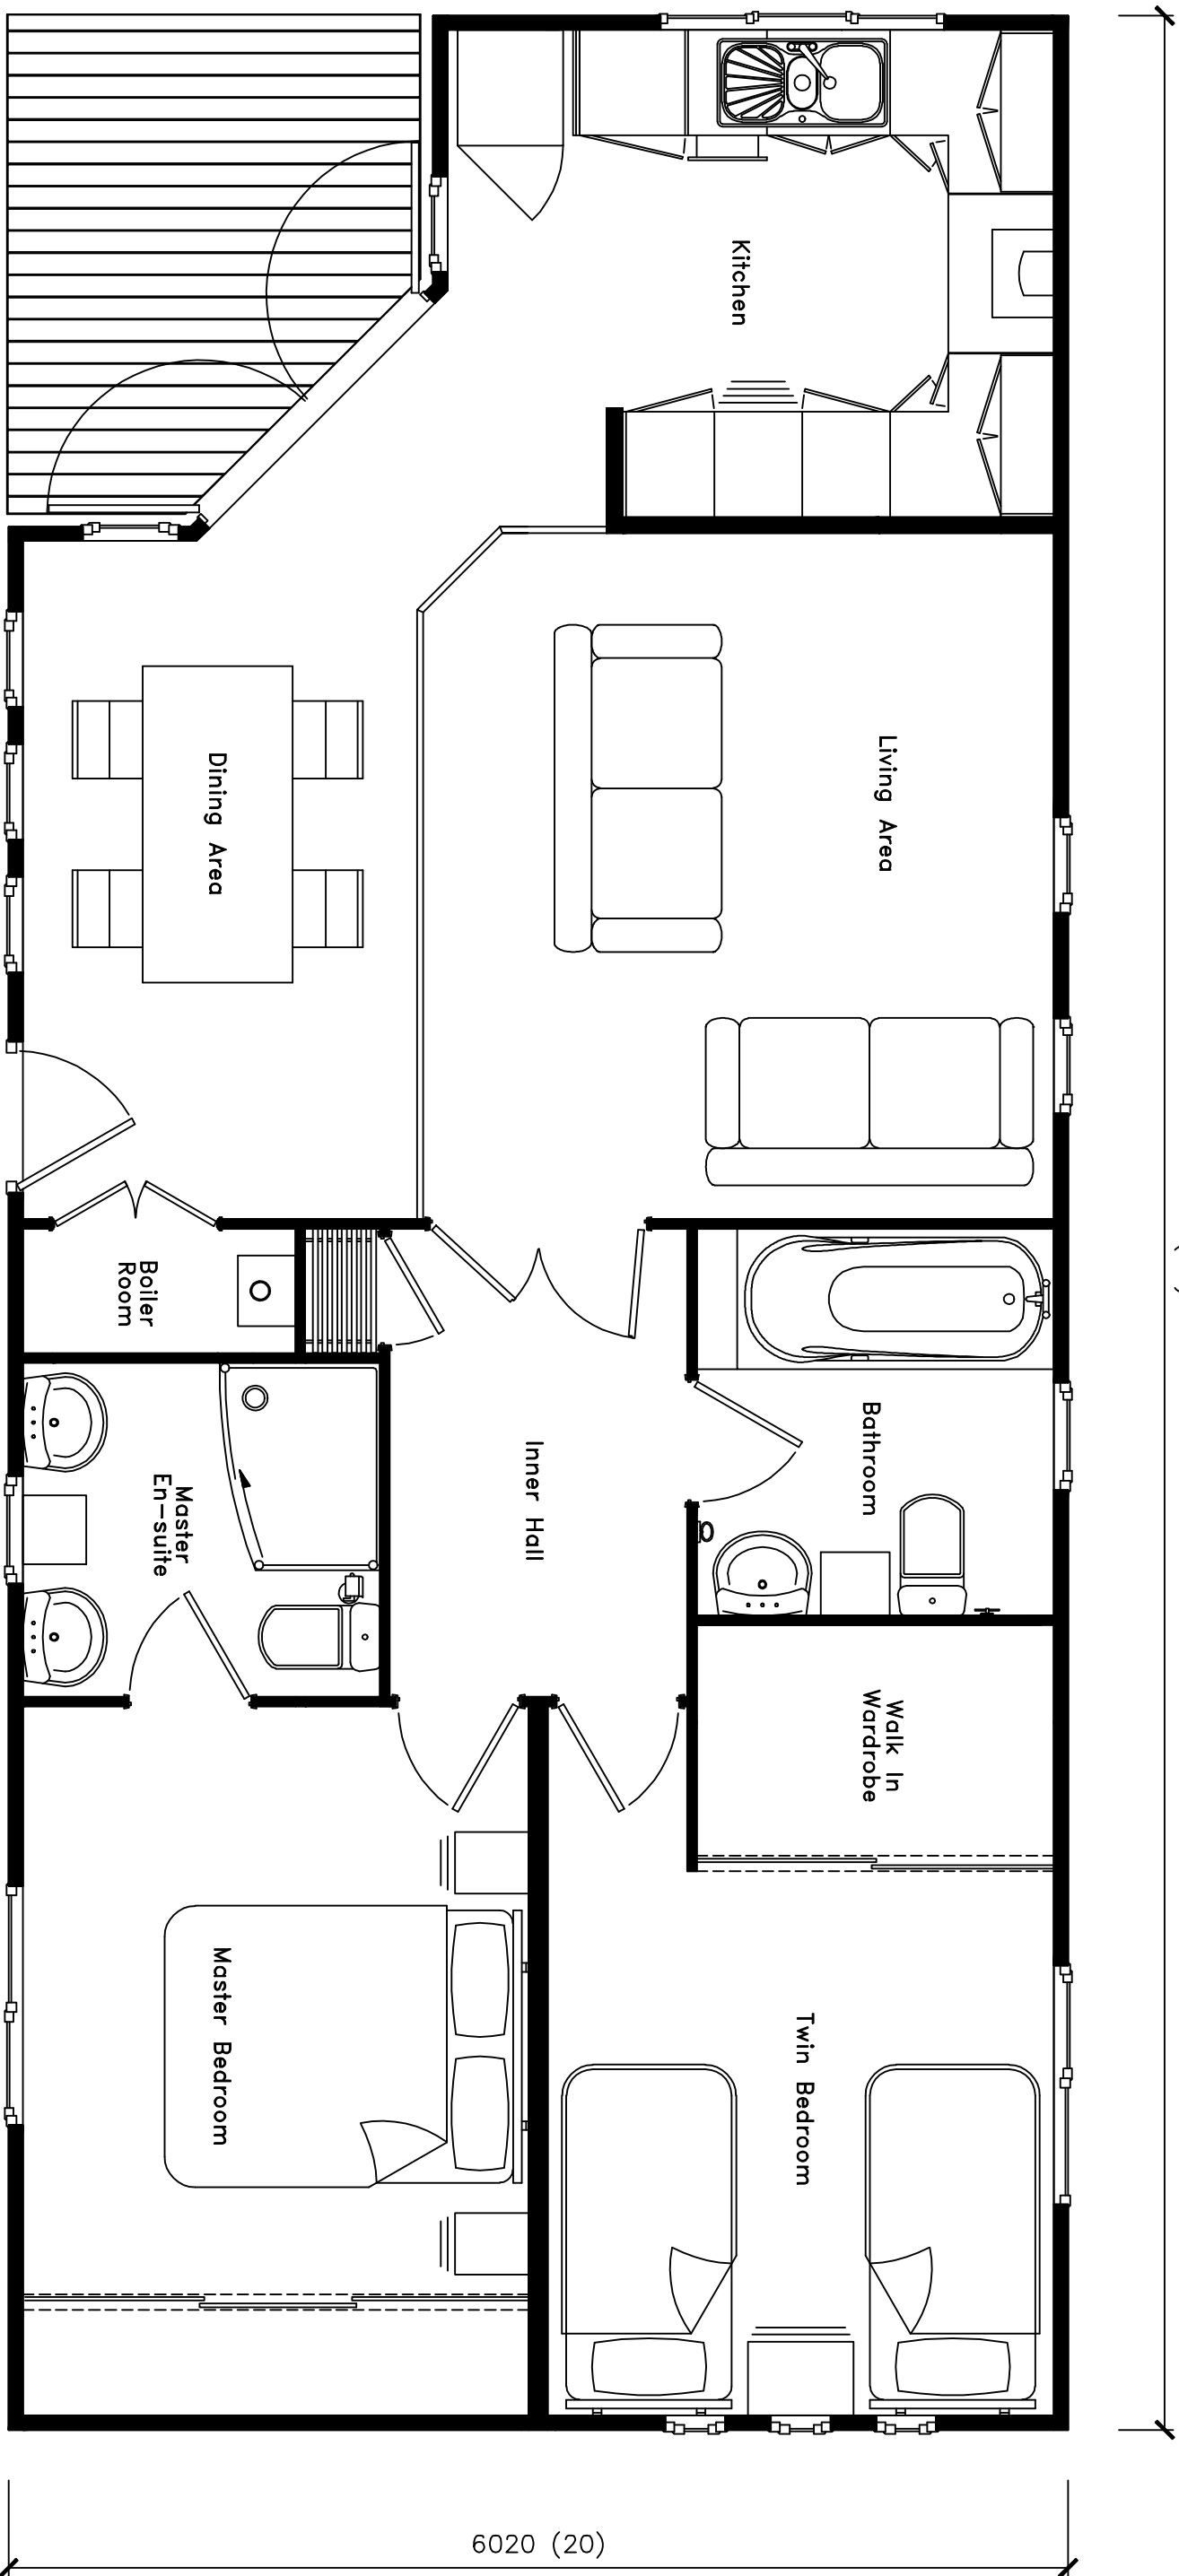 Kitchen
Living Area
Dining Area
Boiler
Room
Bathroom
Inner Hall
Master
En-suite
Walk In
Wardrobe
Master Bedroom
Twin Bedroom
6020 (20)